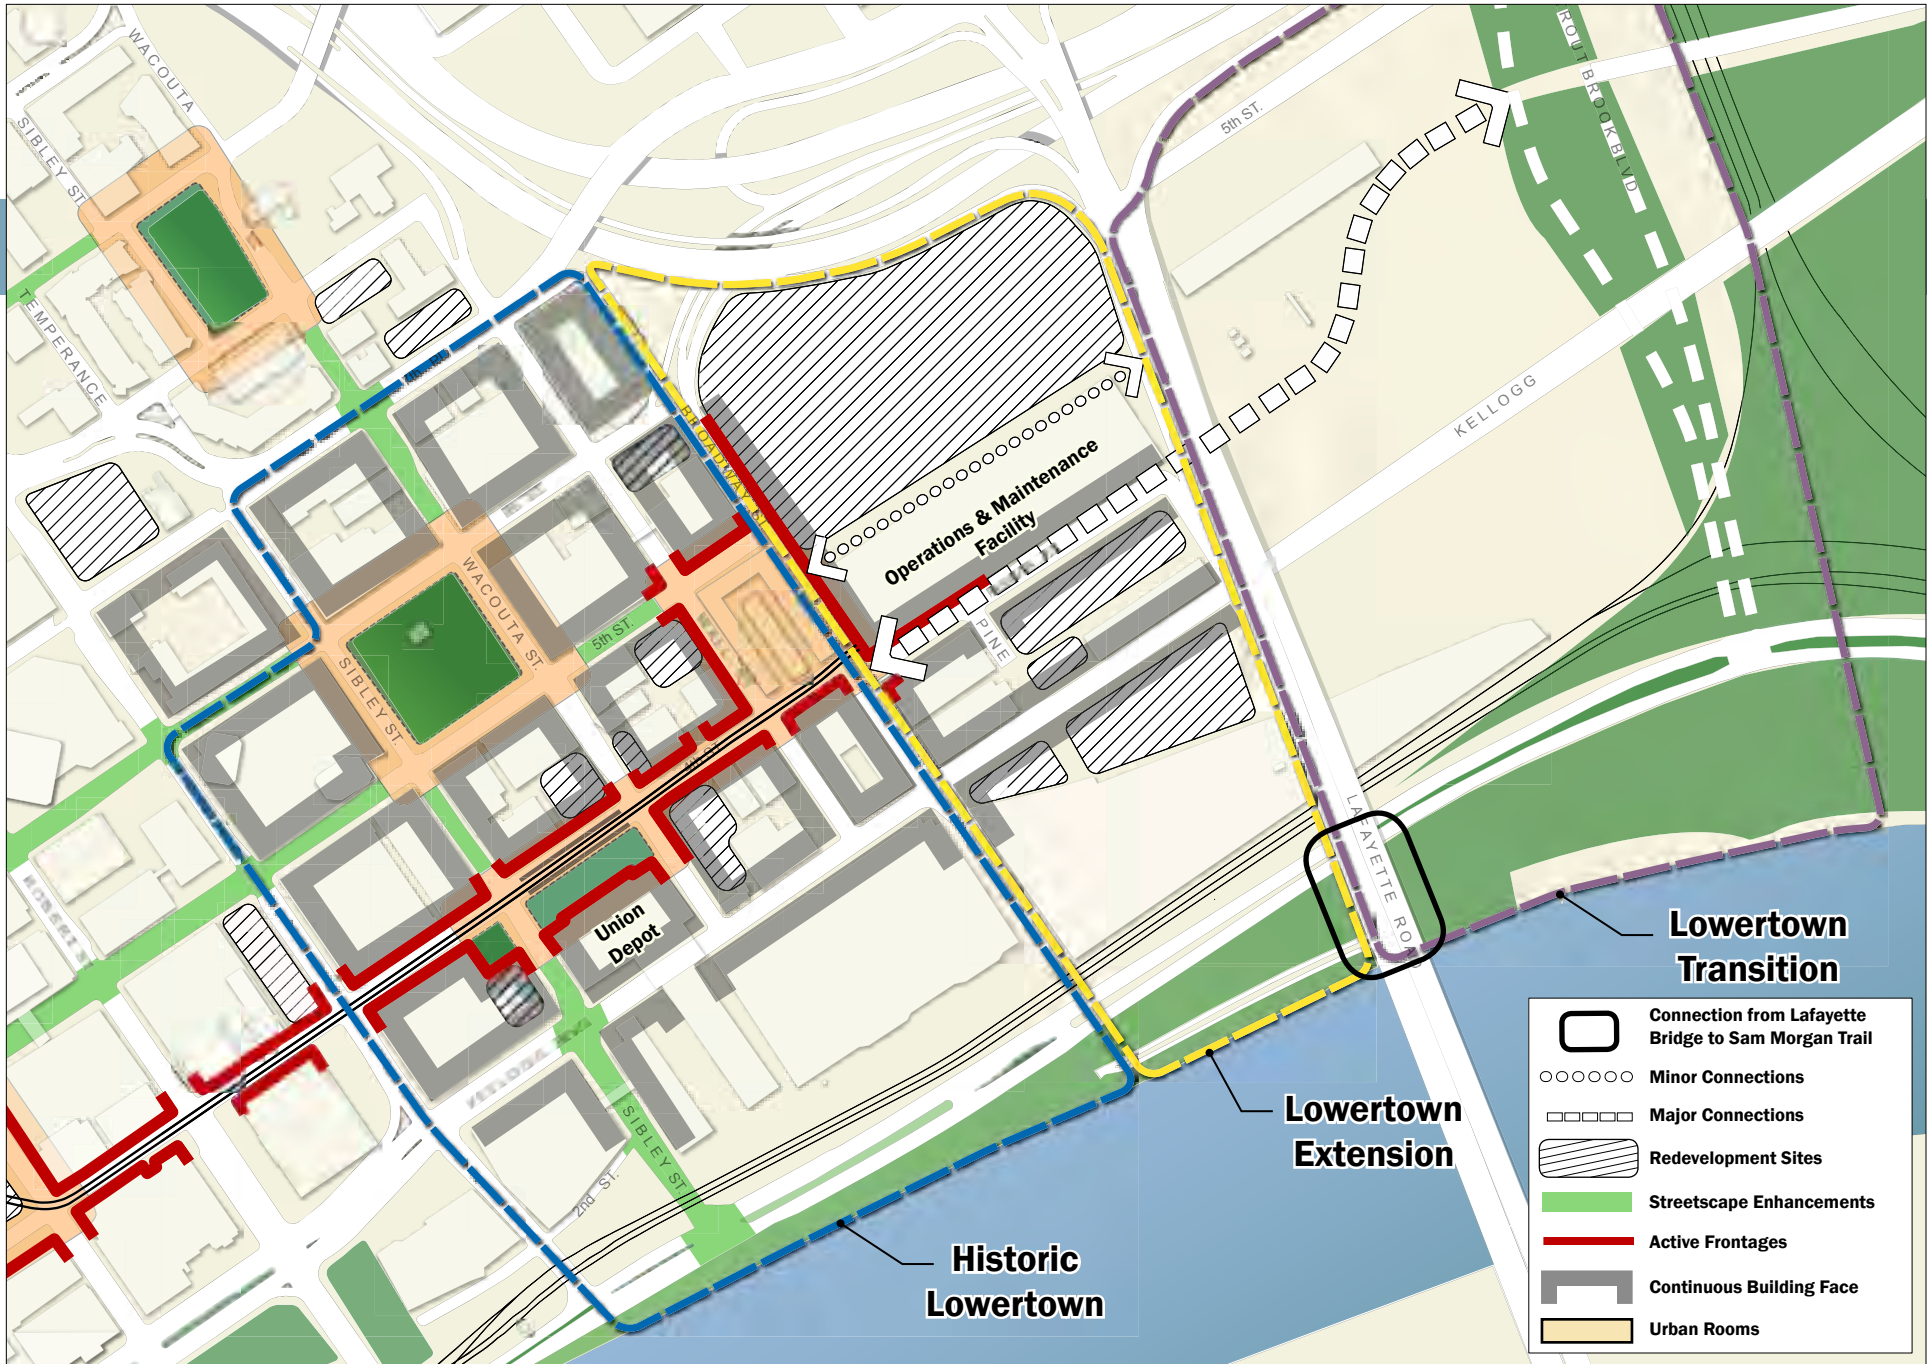 WACOUTA
SIBLEY ST.
TEMPERANCE
5th ST.
TROUT BROOK BLVD
KELLOGG
BROADWAY ST.
Operations & Maintenance
Facility
WACOUTA ST.
5th ST.
PINE
SIBLEY ST.
4th ST.
LAFAYETTE ROAD
Union
Depot
SIBLEY ST.
2nd ST.
Lowertown
Transition
Lowertown
Extension
Historic
Lowertown
Connection from Lafayette
Bridge to Sam Morgan Trail
Minor Connections
Major Connections
Redevelopment Sites
Streetscape Enhancements
Active Frontages
Continuous Building Face
Urban Rooms